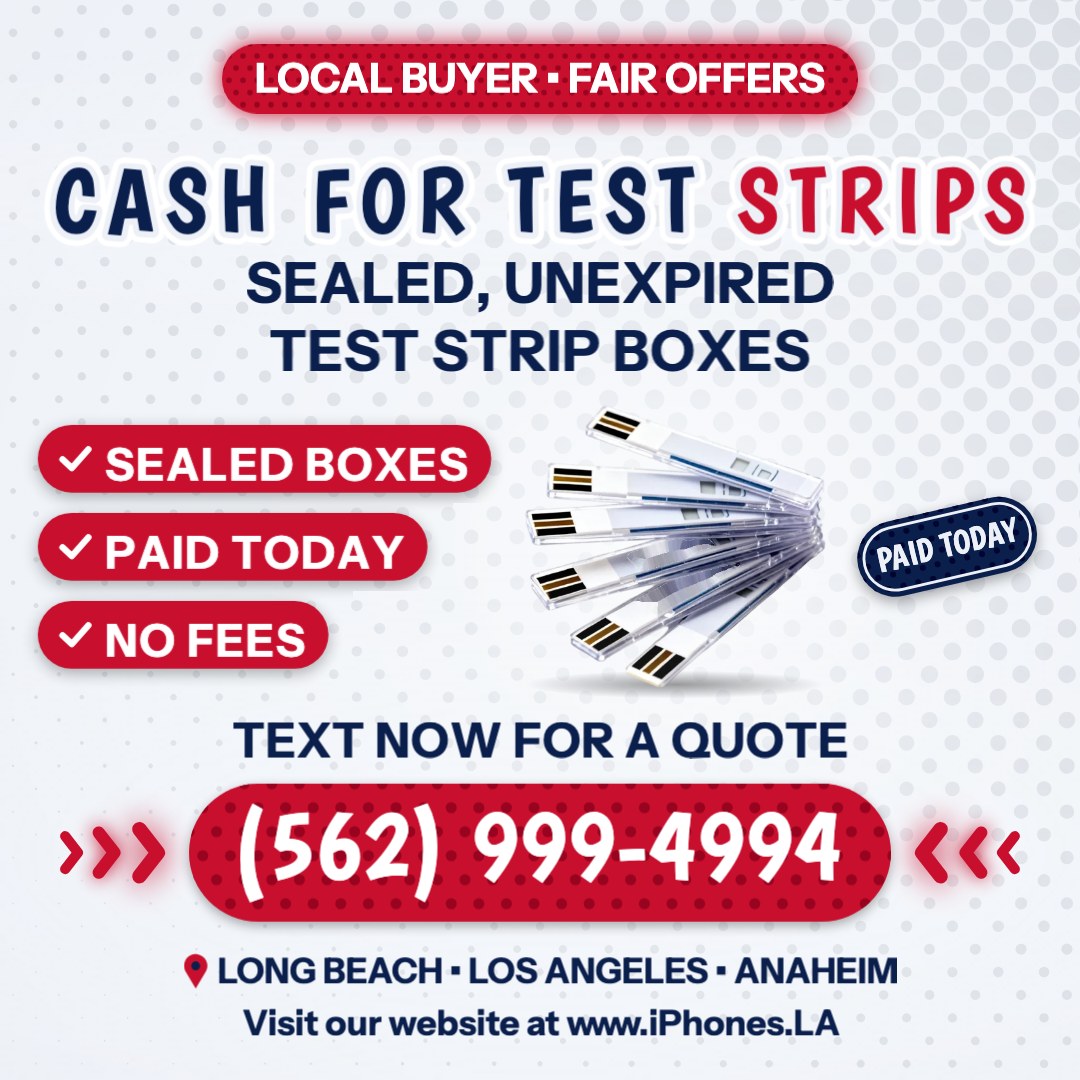 LOCAL BUYER ▪ FAIR OFFERS
CASH FOR TEST STRIPS
SEALED, UNEXPIRED
TEST STRIP BOXES
✓ SEALED BOXES
✓ PAID TODAY
✓ NO FEES
PAID TODAY
TEXT NOW FOR A QUOTE
(562) 999-4994
LONG BEACH ▪ LOS ANGELES ▪ ANAHEIM
Visit our website at www.iPhones.LA